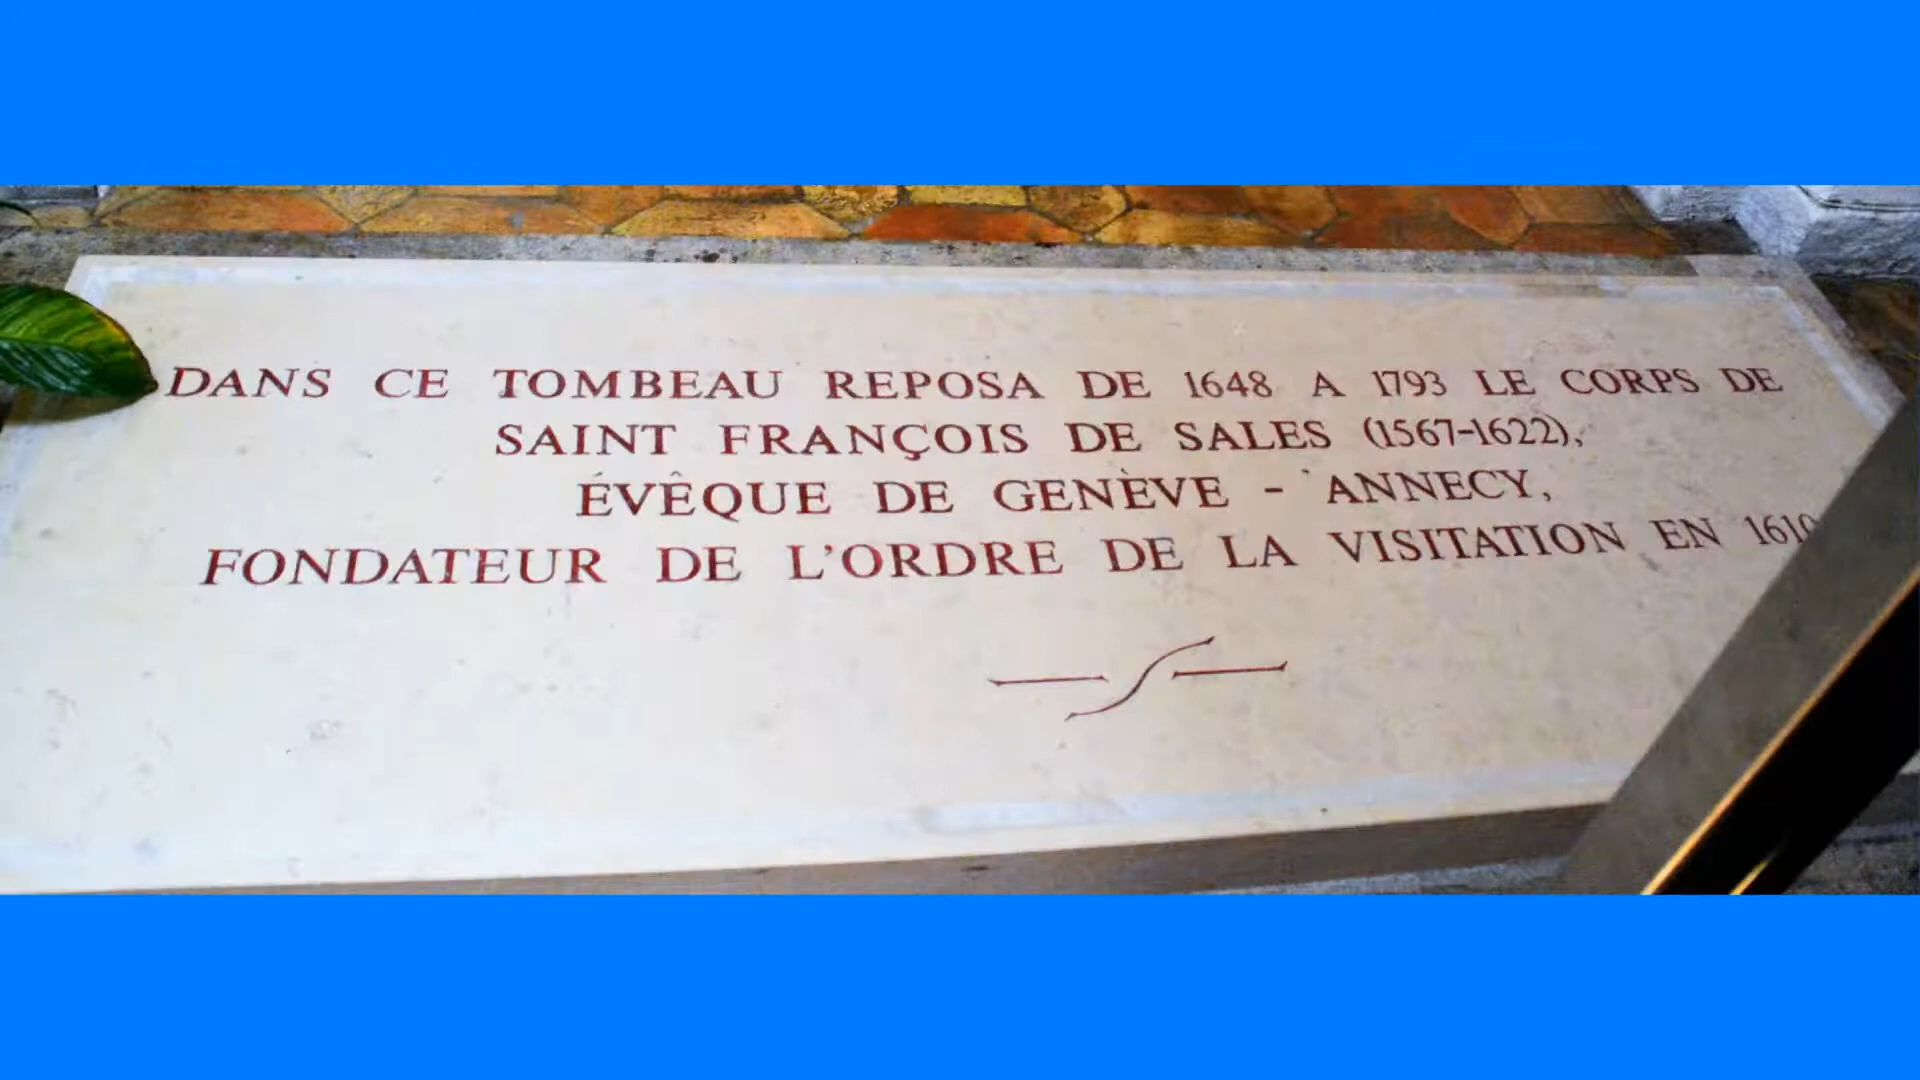 DANS CE TOMBEAU REPOSA DE 1648 A 1793 LE CORPS DE
SAINT FRANÇOIS DE SALES (1567-1622),
ÉVÊQUE DE GENÈVE - ANNECY,
FONDATEUR DE L'ORDRE DE LA VISITATION EN 1610